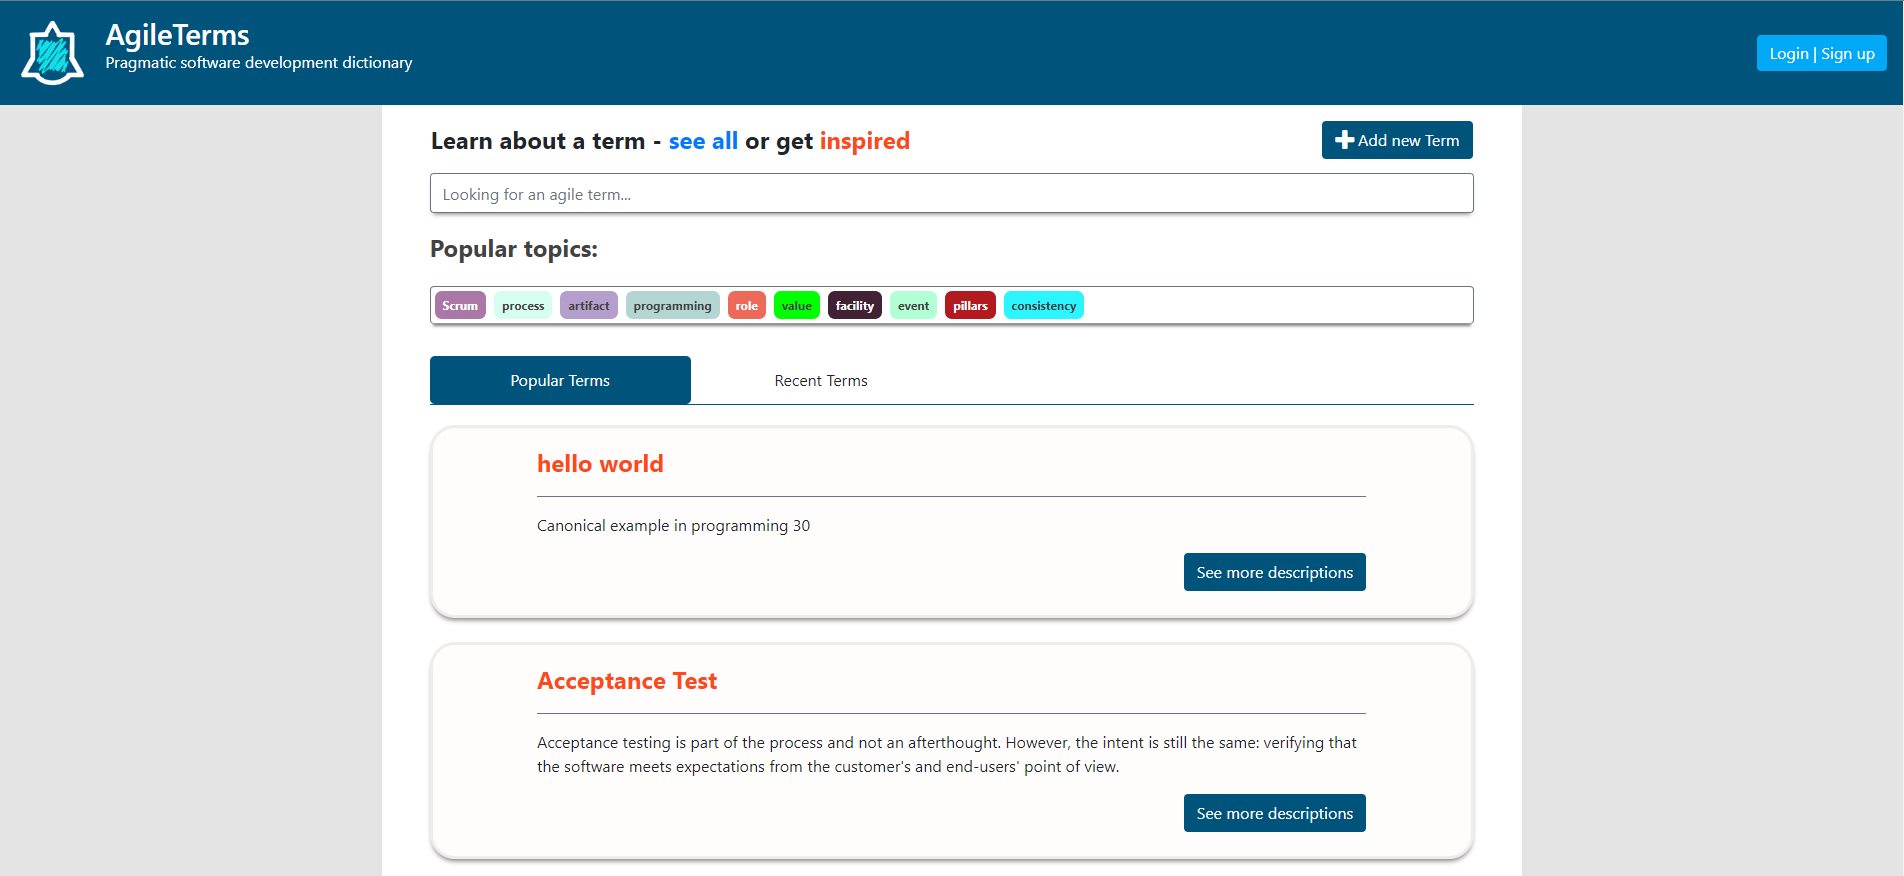 AgileTerms
Pragmatic software development dictionary
Login | Sign up
Learn about a term - see all or get inspired
Add new Term
Looking for an agile term...
Popular topics:
Scrum process artifact programming role value facility event pillars consistency
Popular Terms Recent Terms
hello world
Canonical example in programming 30
See more descriptions
Acceptance Test
Acceptance testing is part of the process and not an afterthought. However, the intent is still the same: verifying that
the software meets expectations from the customer's and end-users' point of view.
See more descriptions